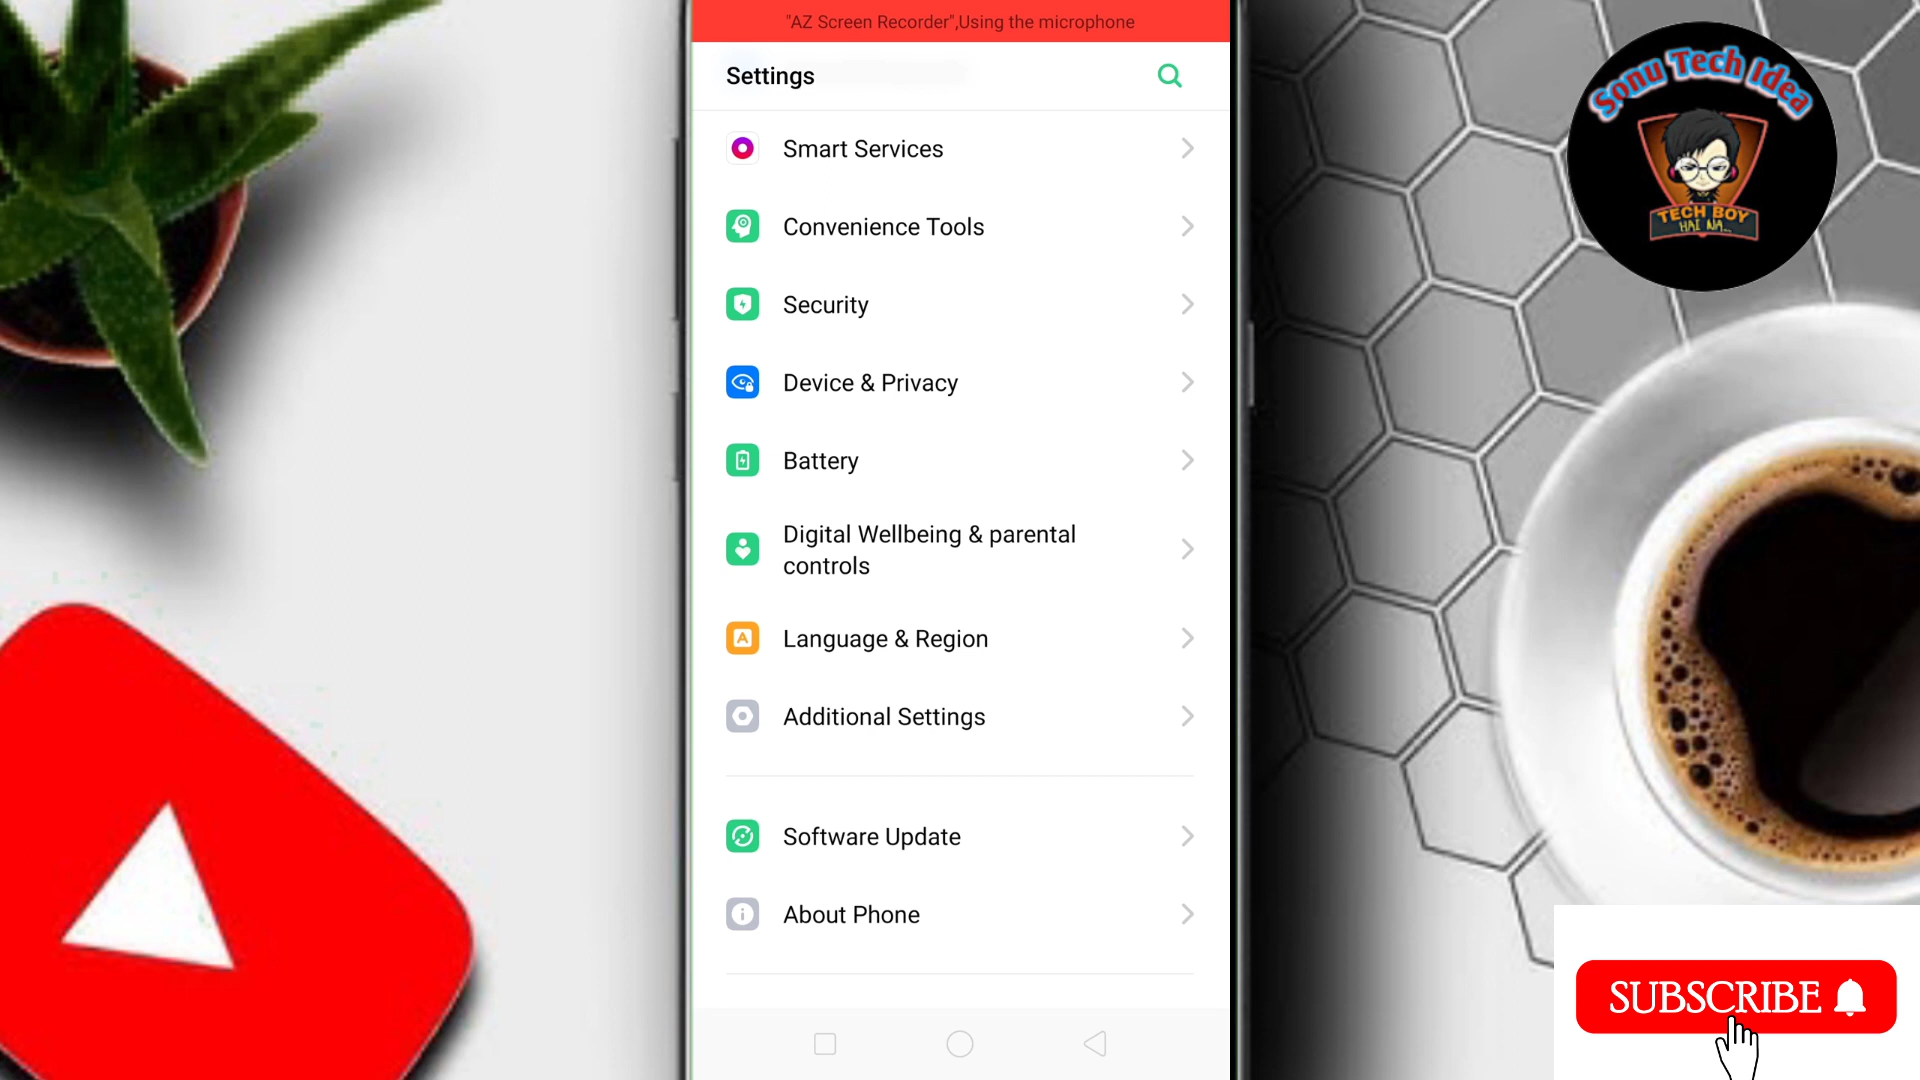 "AZ Screen Recorder",Using the microphone
Settings
Smart Services
Convenience Tools
Security
Device & Privacy
Battery
Digital Wellbeing & parental
controls
Language & Region
Additional Settings
Software Update
About Phone
Sonu Tech Idea
TECH BOY
HAI NA...
SUBSCRIBE